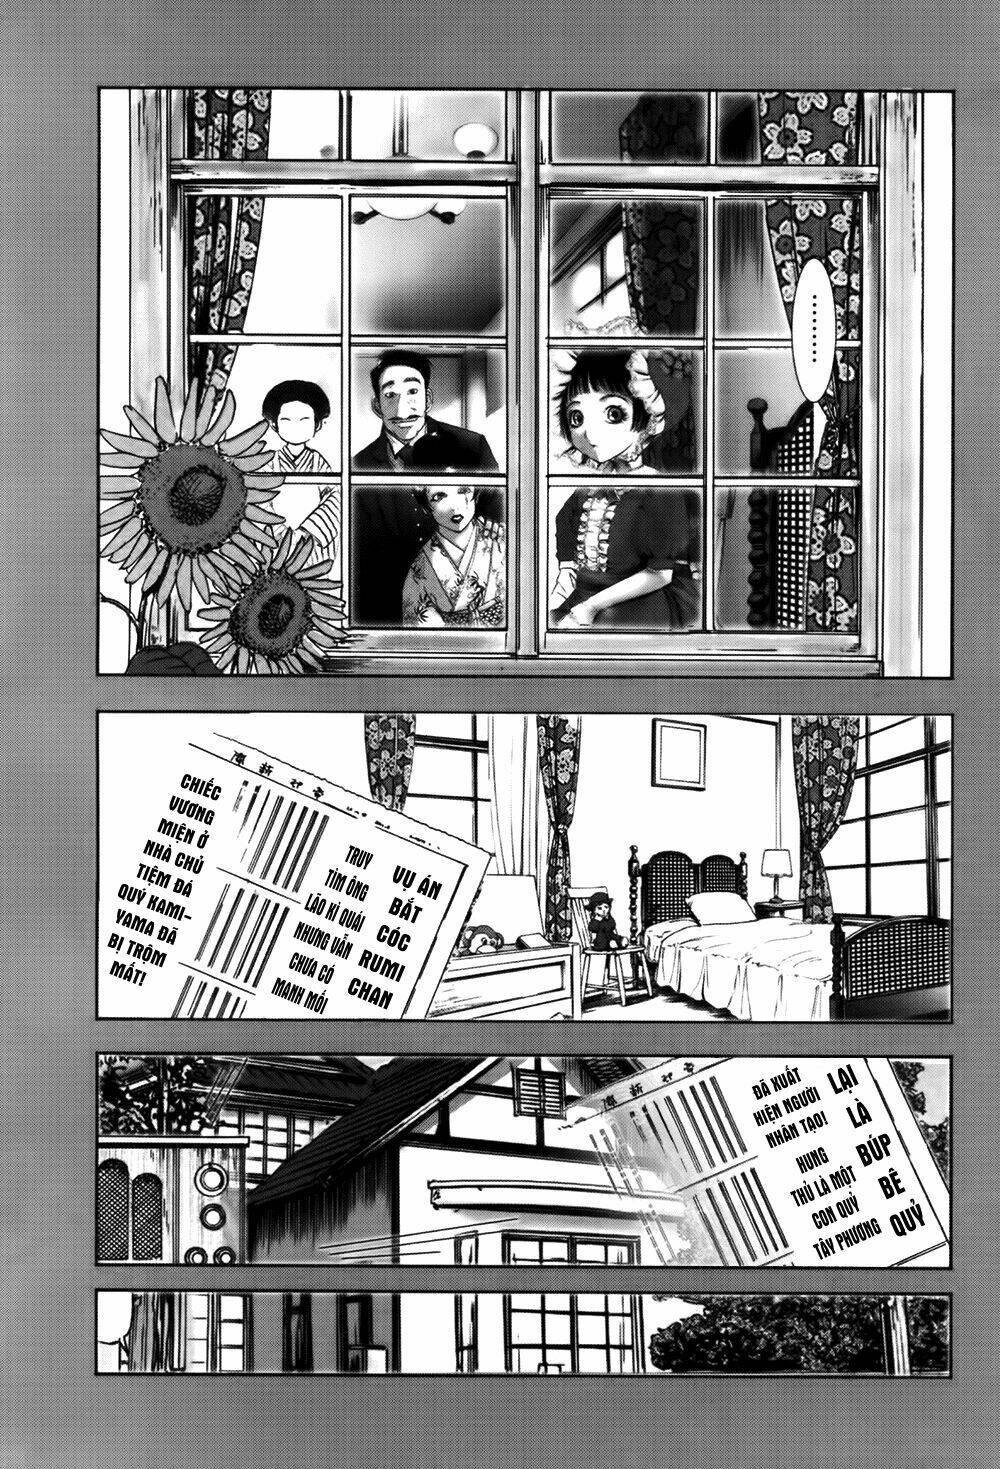 .......
VỤ ÁN
BẮT
CÓC
RUMI
CHAN
TRUY
TÌM ÔNG
LÃO KÌ QUÁI
NHƯNG VẪN
CHƯA CÓ
MANH MỐI
CHIẾC
VƯƠNG
MIỆN Ở
NHÀ CHỦ
TIỆM ĐÁ
QUÝ KAMI-
YAMA ĐÃ
BỊ TRỘM
MẤT!
LẠI
LÀ
BÚP
BÊ
QUỶ
ĐÃ XUẤT
HIỆN NGƯỜI
NHÂN TẠO!
HUNG
THỦ LÀ MỘT
CON QUỶ
TÂY PHƯƠNG